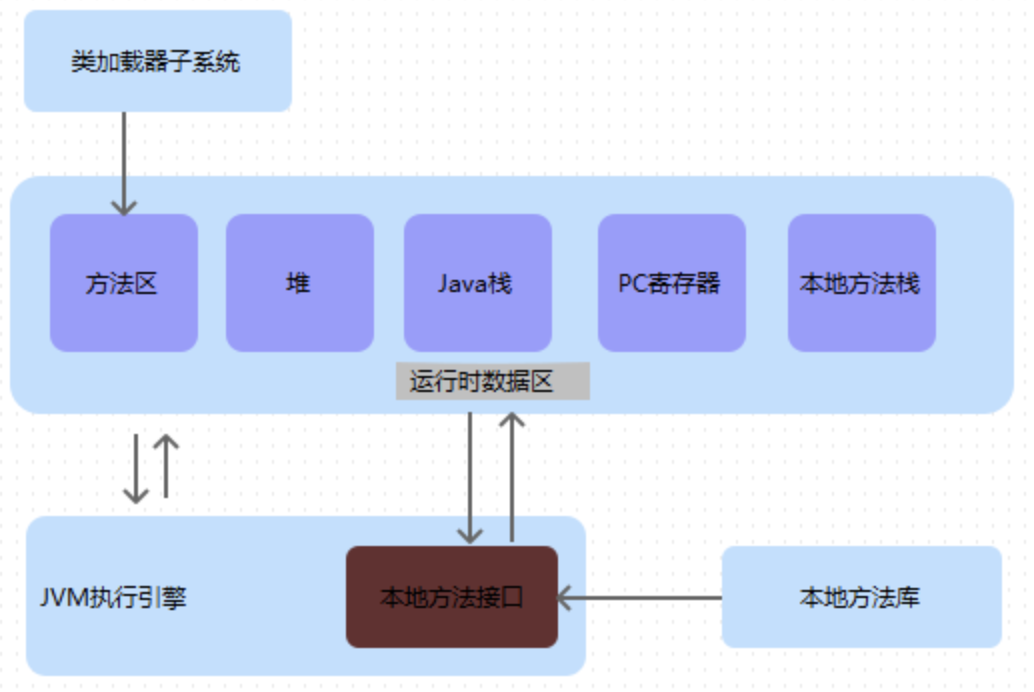 类加载器子系统
方法区
堆
Java栈
PC寄存器
本地方法栈
运行时数据区
JVM执行引擎
本地方法接口
本地方法库